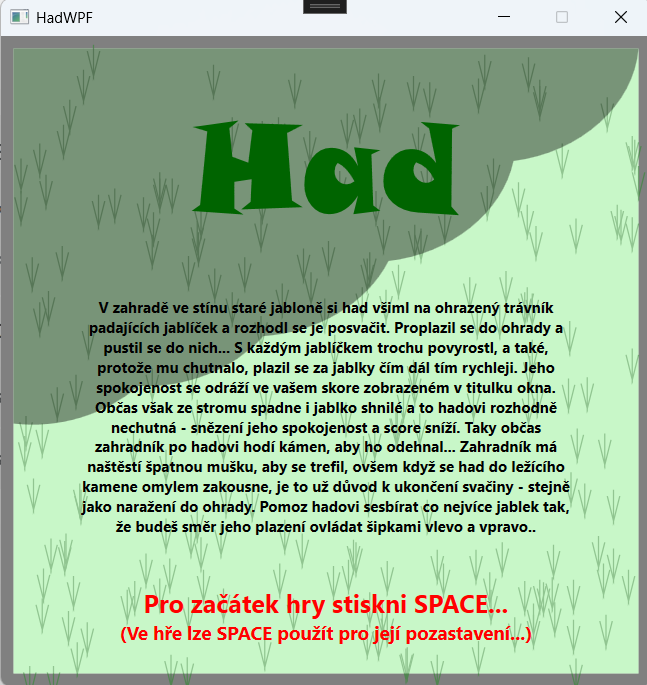 HadWPF
Had
V zahradě ve stínu staré jabloně si had všiml na ohrazený trávník
padajících jablíček a rozhodl se je posvačit. Proplazil se do ohrady a
pustil se do nich... S každým jablíčkem trochu povyrostl, a také,
protože mu chutnalo, plazil se za jablky čím dál tím rychleji. Jeho
spokojenost se odráží ve vašem skore zobrazeném v titulku okna.
Občas však ze stromu spadne i jablko shnilé a to hadovi rozhodně
nechutná - snězení jeho spokojenost a score sníží. Taky občas
zahradník po hadovi hodí kámen, aby ho odehnal... Zahradník má
naštěstí špatnou mušku, aby se trefil, ovšem když se had do ležícího
kamene omylem zakousne, je to už důvod k ukončení svačiny - stejně
jako naražení do ohrady. Pomoz hadovi sesbírat co nejvíce jablek tak,
že budeš směr jeho plazení ovládat šipkami vlevo a vpravo..
Pro začátek hry stiskni SPACE...
(Ve hře lze SPACE použít pro její pozastavení...)